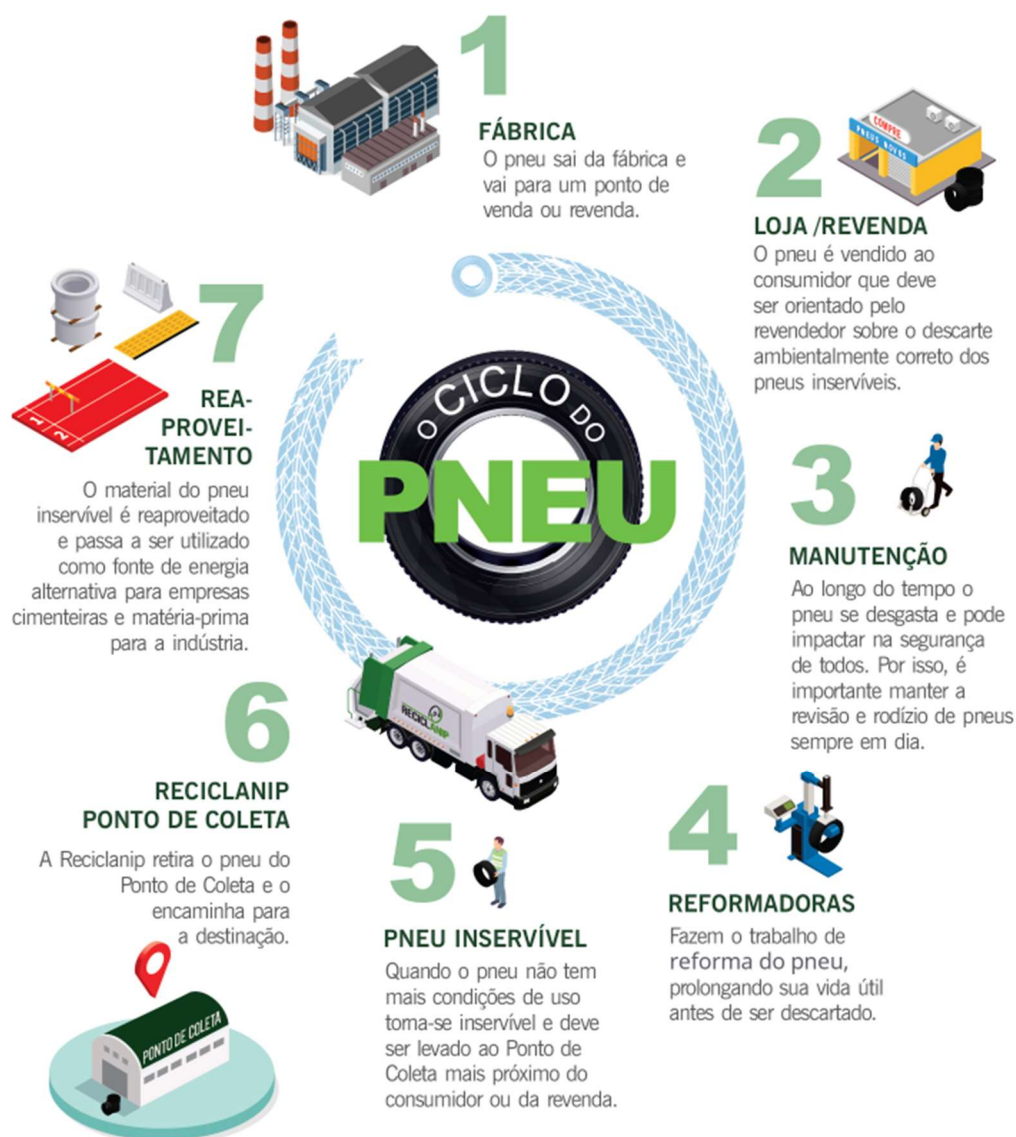 1
FÁBRICA
O pneu sai da fábrica e
vai para um ponto de
venda ou revenda.
COMPRE
PNEUS NOVOS
2
LOJA /REVENDA
O pneu é vendido ao
consumidor que deve
ser orientado pelo
revendedor sobre o descarte
ambientalmente correto dos
pneus inservíveis.
3
MANUTENÇÃO
Ao longo do tempo o
pneu se desgasta e pode
impactar na segurança
de todos. Por isso, é
importante manter a
revisão e rodízio de pneus
sempre em dia.
4
REFORMADORAS
Fazem o trabalho de
reforma do pneu,
prolongando sua vida útil
antes de ser descartado.
5
PNEU INSERVÍVEL
Quando o pneu não tem
mais condições de uso
torna-se inservível e deve
ser levado ao Ponto de
Coleta mais próximo do
consumidor ou da revenda.
6
RECICLANIP
PONTO DE COLETA
A Reciclanip retira o pneu do
Ponto de Coleta e o
encaminha para
a destinação.
PONTO DE COLETA
7
REA-
PROVEI-
TAMENTO
O material do pneu
inservível é reaproveitado
e passa a ser utilizado
como fonte de energia
alternativa para empresas
cimenteiras e matéria-prima
para a indústria.
1
2
O CICLO DO
PNEU
RECICLANIP